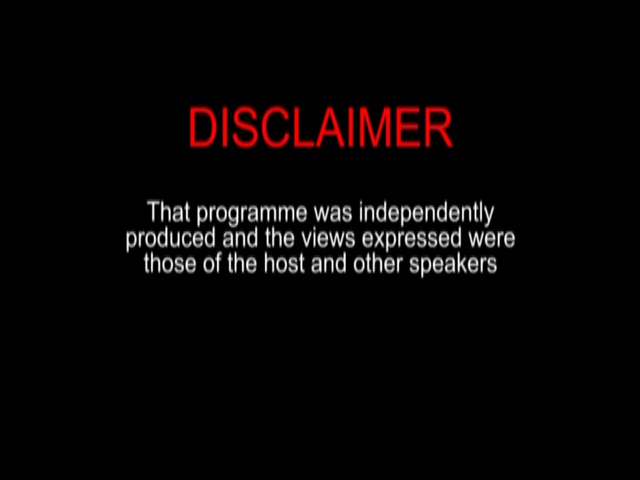 DISCLAIMER
That programme was independently
produced and the views expressed were
those of the host and other speakers